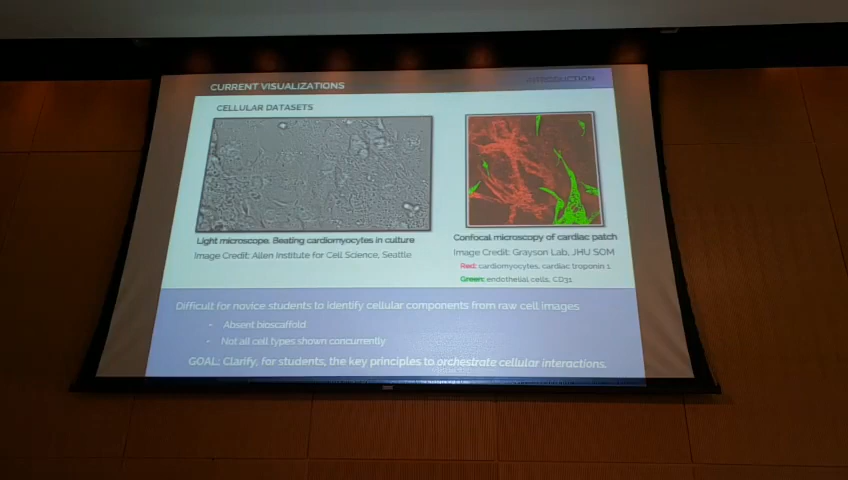 CURRENT VISUALIZATIONS
INTRODUCTION
CELLULAR DATASETS
Light microscope. Beating cardiomyocytes in culture
Image Credit: Allen Institute for Cell Science, Seattle
Confocal microscopy of cardiac patch
Image Credit: Grayson Lab, JHU SOM
Red: cardiomyocytes, cardiac troponin 1
Green: endothelial cells, CD31
Difficult for novice students to identify cellular components from raw cell images
- Absent bioscaffold
- Not all cell types shown concurrently
GOAL: Clarify, for students, the key principles to orchestrate cellular interactions.